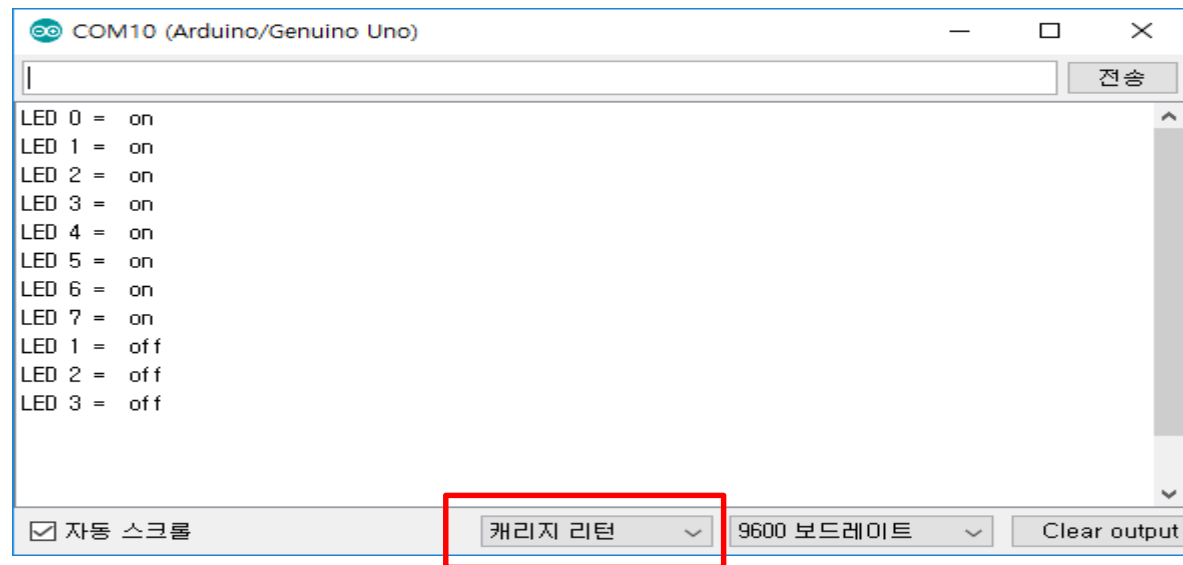 COM10 (Arduino/Genuino Uno)
전송
LED 0 = on
LED 1 = on
LED 2 = on
LED 3 = on
LED 4 = on
LED 5 = on
LED 6 = on
LED 7 = on
LED 1 = off
LED 2 = off
LED 3 = off
자동 스크롤 캐리지 리턴 9600 보드레이트 Clear output